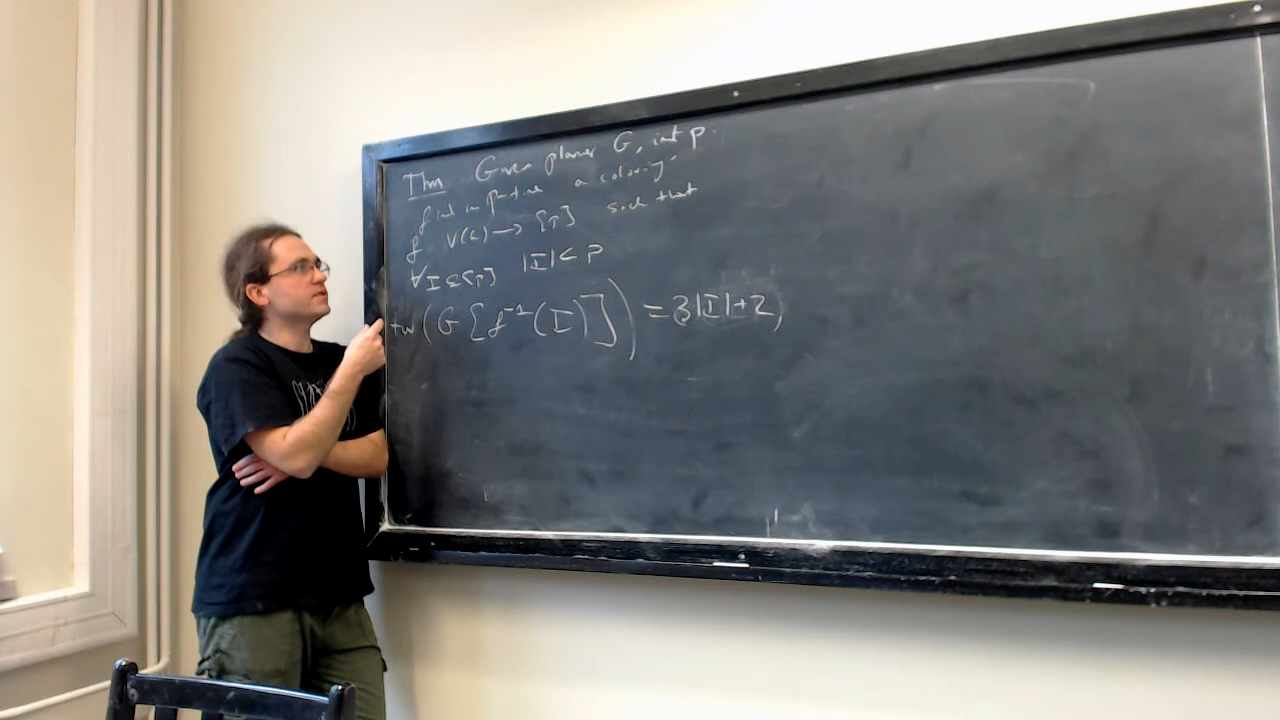 Thm Given planar G, int p.
find in p-time a coloring
f: V(G) → [p] such that
∀I⊆[p] |I| < p
tw(G[f⁻¹(I)]) = 3|I|+2)